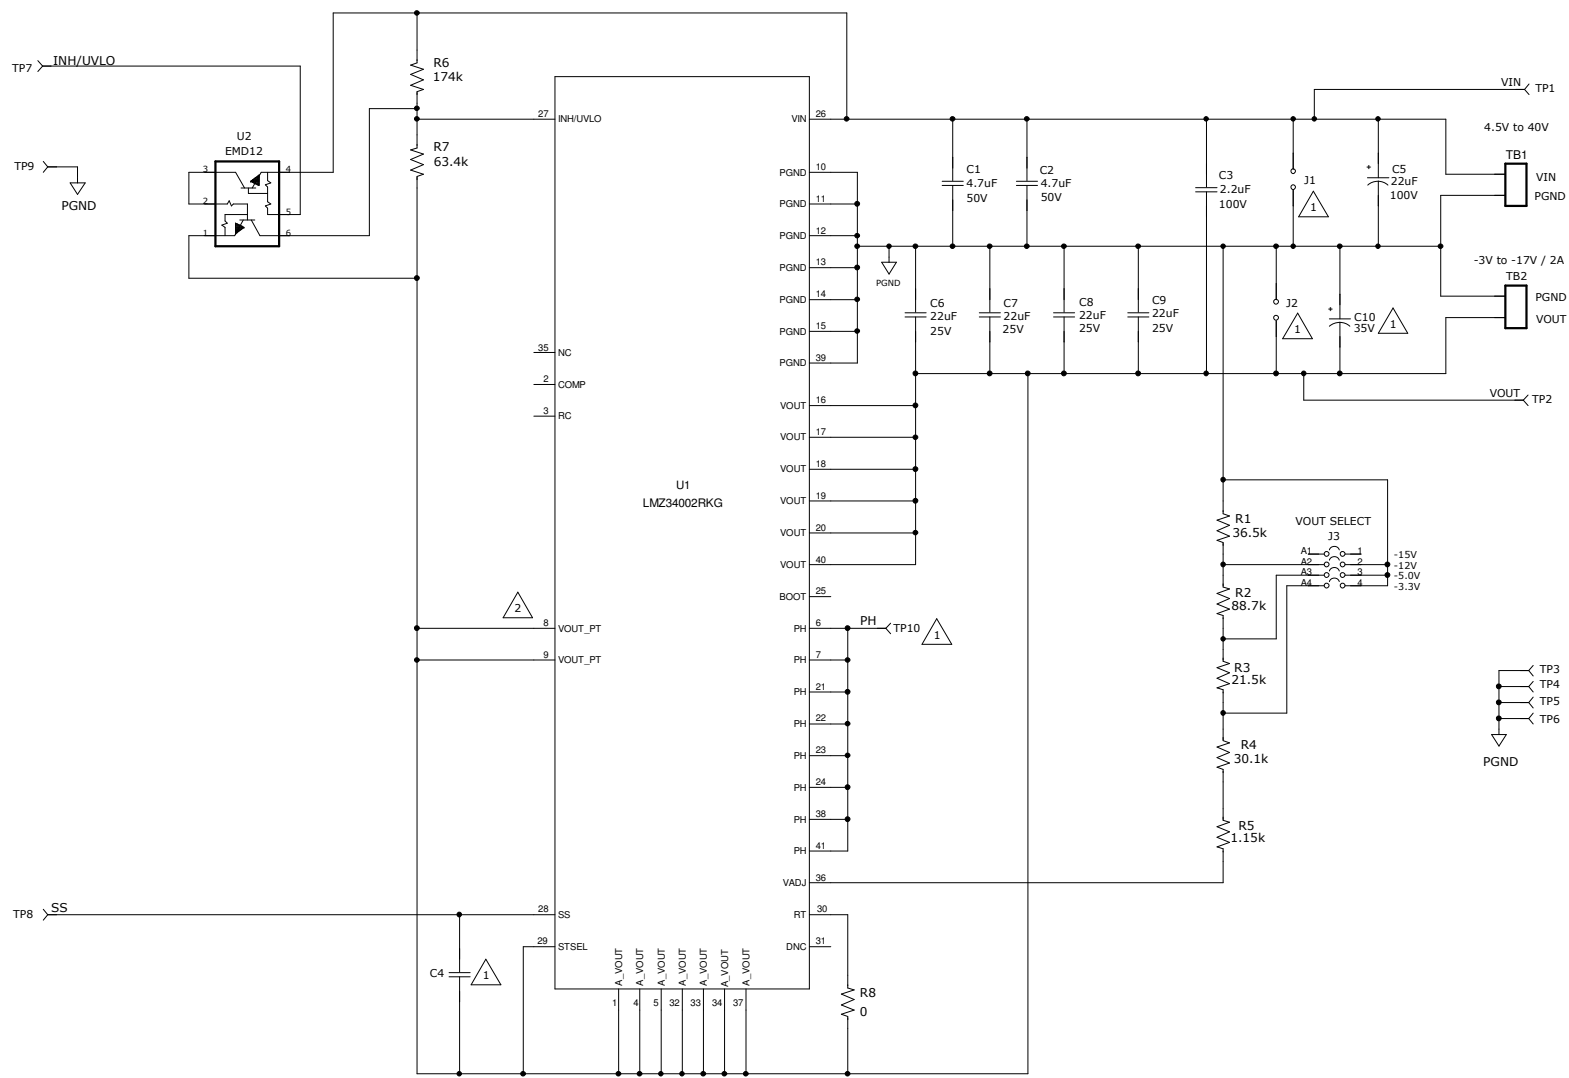 TP7 INH/UVLO
R6
174k
27 INH/UVLO
VIN 26
VIN TP1
4.5V to 40V
U2
EMD12
R7
63.4k
TP9
PGND
3 4
2 5
1 6
PGND 10
PGND 11
PGND 12
PGND 13
PGND 14
PGND 15
PGND 39
PGND
C1
4.7uF
50V
C2
4.7uF
50V
C3
2.2uF
100V
J1
1
+
C5
22uF
100V
TB1
VIN
PGND
-3V to -17V / 2A
TB2
PGND
VOUT
C6
22uF
25V
C7
22uF
25V
C8
22uF
25V
C9
22uF
25V
J2
1
+
C10
35V
1
VOUT TP2
35 NC
2 COMP
3 RC
VOUT 16
VOUT 17
VOUT 18
VOUT 19
VOUT 20
VOUT 40
U1
LMZ34002RKG
BOOT 25
2
8 VOUT_PT
9 VOUT_PT
PH 6
PH TP10
1
PH 7
PH 21
PH 22
PH 23
PH 24
PH 38
PH 41
VADJ 36
R1
36.5k
VOUT SELECT
J3
A1 1 -15V
A2 2 -12V
A3 3 -5.0V
A4 4 -3.3V
R2
88.7k
R3
21.5k
R4
30.1k
R5
1.15k
TP3
TP4
TP5
TP6
PGND
TP8 SS
28 SS
29 STSEL
RT 30
DNC 31
C4
1
A_VOUT A_VOUT A_VOUT A_VOUT A_VOUT A_VOUT A_VOUT
1 4 5 32 33 34 37
R8
0